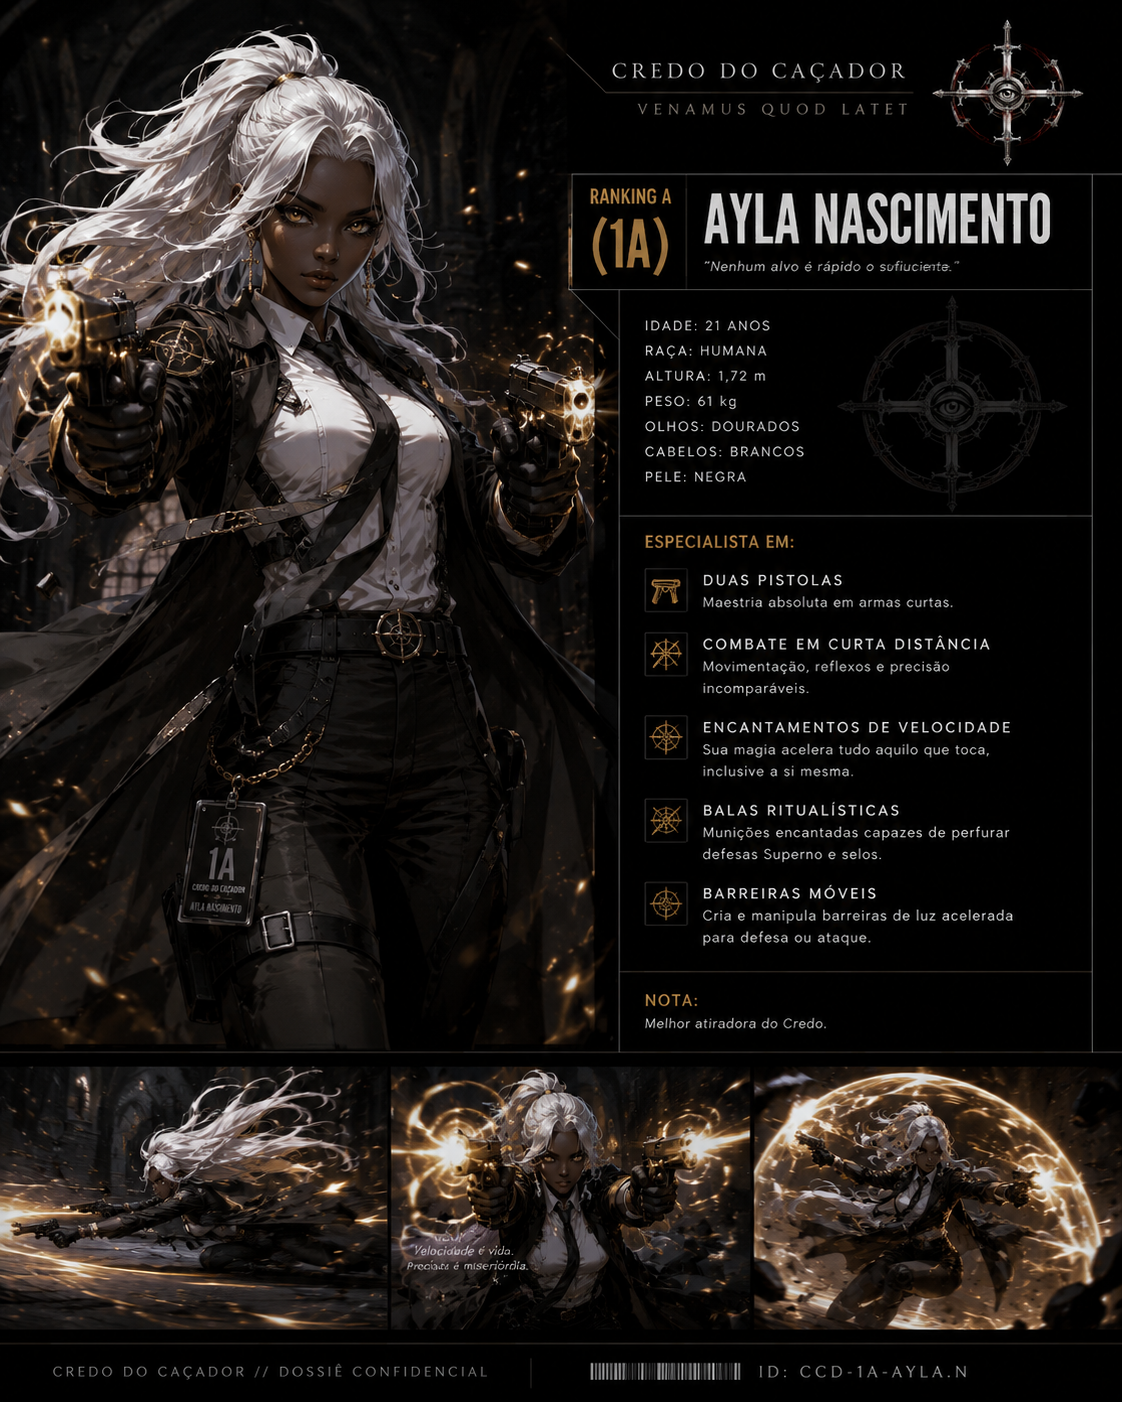 CREDO DO CAÇADOR
VENAMUS QUOD LATET
RANKING A
(1A)
AYLA NASCIMENTO
"Nenhum alvo é rápido o sufiuciente."
IDADE: 21 ANOS
RAÇA: HUMANA
ALTURA: 1,72 m
PESO: 61 kg
OLHOS: DOURADOS
CABELOS: BRANCOS
PELE: NEGRA
ESPECIALISTA EM:
DUAS PISTOLAS
Maestria absoluta em armas curtas.
COMBATE EM CURTA DISTÂNCIA
Movimentação, reflexos e precisão
incomparáveis.
ENCANTAMENTOS DE VELOCIDADE
Sua magia acelera tudo aquilo que toca,
inclusive a si mesma.
BALAS RITUALÍSTICAS
Munições encantadas capazes de perfurar
defesas Superno e selos.
BARREIRAS MÓVEIS
Cria e manipula barreiras de luz acelerada
para defesa ou ataque.
NOTA:
Melhor atiradora do Credo.
1A
CREDO DO CAÇADOR
AYLA NASCIMENTO
Velocidade é vida.
é misericórdia.
CREDO DO CAÇADOR // DOSSIÊ CONFIDENCIAL
ID: CCD-1A-AYLA.N